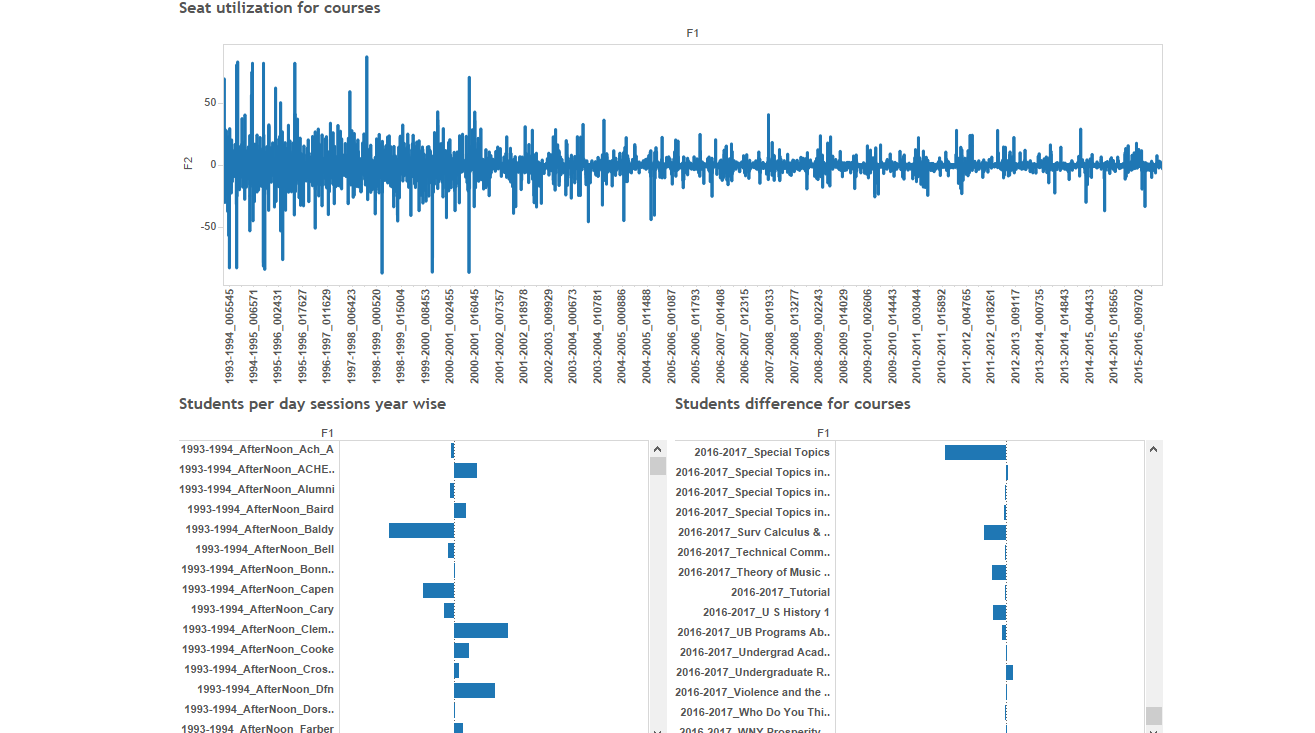 Seat utilization for courses
F1
F2
50
0
-50
1993-1994_005545
1994-1995_006571
1995-1996_002431
1995-1996_017627
1996-1997_011629
1997-1998_006423
1998-1999_000520
1998-1999_015004
1999-2000_008453
2000-2001_002455
2000-2001_016045
2001-2002_007357
2001-2002_018978
2002-2003_009929
2003-2004_000673
2003-2004_010781
2004-2005_000886
2004-2005_011488
2005-2006_001087
2005-2006_011793
2006-2007_001408
2006-2007_012315
2007-2008_001933
2007-2008_013277
2008-2009_002243
2008-2009_014029
2009-2010_002606
2009-2010_014443
2010-2011_003044
2010-2011_015892
2011-2012_004765
2011-2012_018261
2012-2013_009117
2013-2014_000735
2013-2014_014843
2014-2015_004433
2014-2015_018565
2015-2016_009702
Students per day sessions year wise
F1
1993-1994_AfterNoon_Ach_A
1993-1994_AfterNoon_ACHE..
1993-1994_AfterNoon_Alumni
1993-1994_AfterNoon_Baird
1993-1994_AfterNoon_Baldy
1993-1994_AfterNoon_Bell
1993-1994_AfterNoon_Bonn..
1993-1994_AfterNoon_Capen
1993-1994_AfterNoon_Cary
1993-1994_AfterNoon_Clem..
1993-1994_AfterNoon_Cooke
1993-1994_AfterNoon_Cros..
1993-1994_AfterNoon_Dfn
1993-1994_AfterNoon_Dors..
1993-1994_AfterNoon_Farber
Students difference for courses
F1
2016-2017_Special Topics
2016-2017_Special Topics in..
2016-2017_Special Topics in..
2016-2017_Special Topics in..
2016-2017_Surv Calculus & ..
2016-2017_Technical Comm..
2016-2017_Theory of Music ..
2016-2017_Tutorial
2016-2017_U S History 1
2016-2017_UB Programs Ab..
2016-2017_Undergrad Acad..
2016-2017_Undergraduate R..
2016-2017_Violence and the ..
2016-2017_Who Do You Thi..
2016-2017_WNY Prosperity